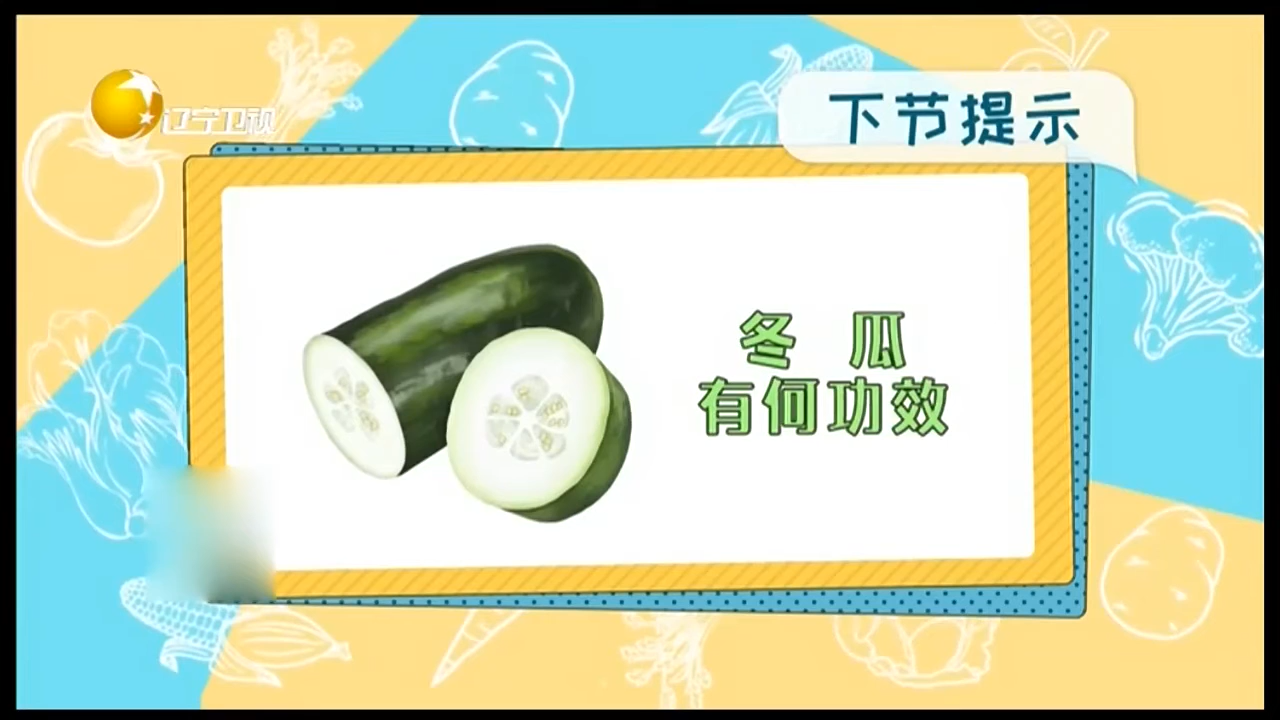 辽宁卫视
下节提示
冬 瓜
有何功效